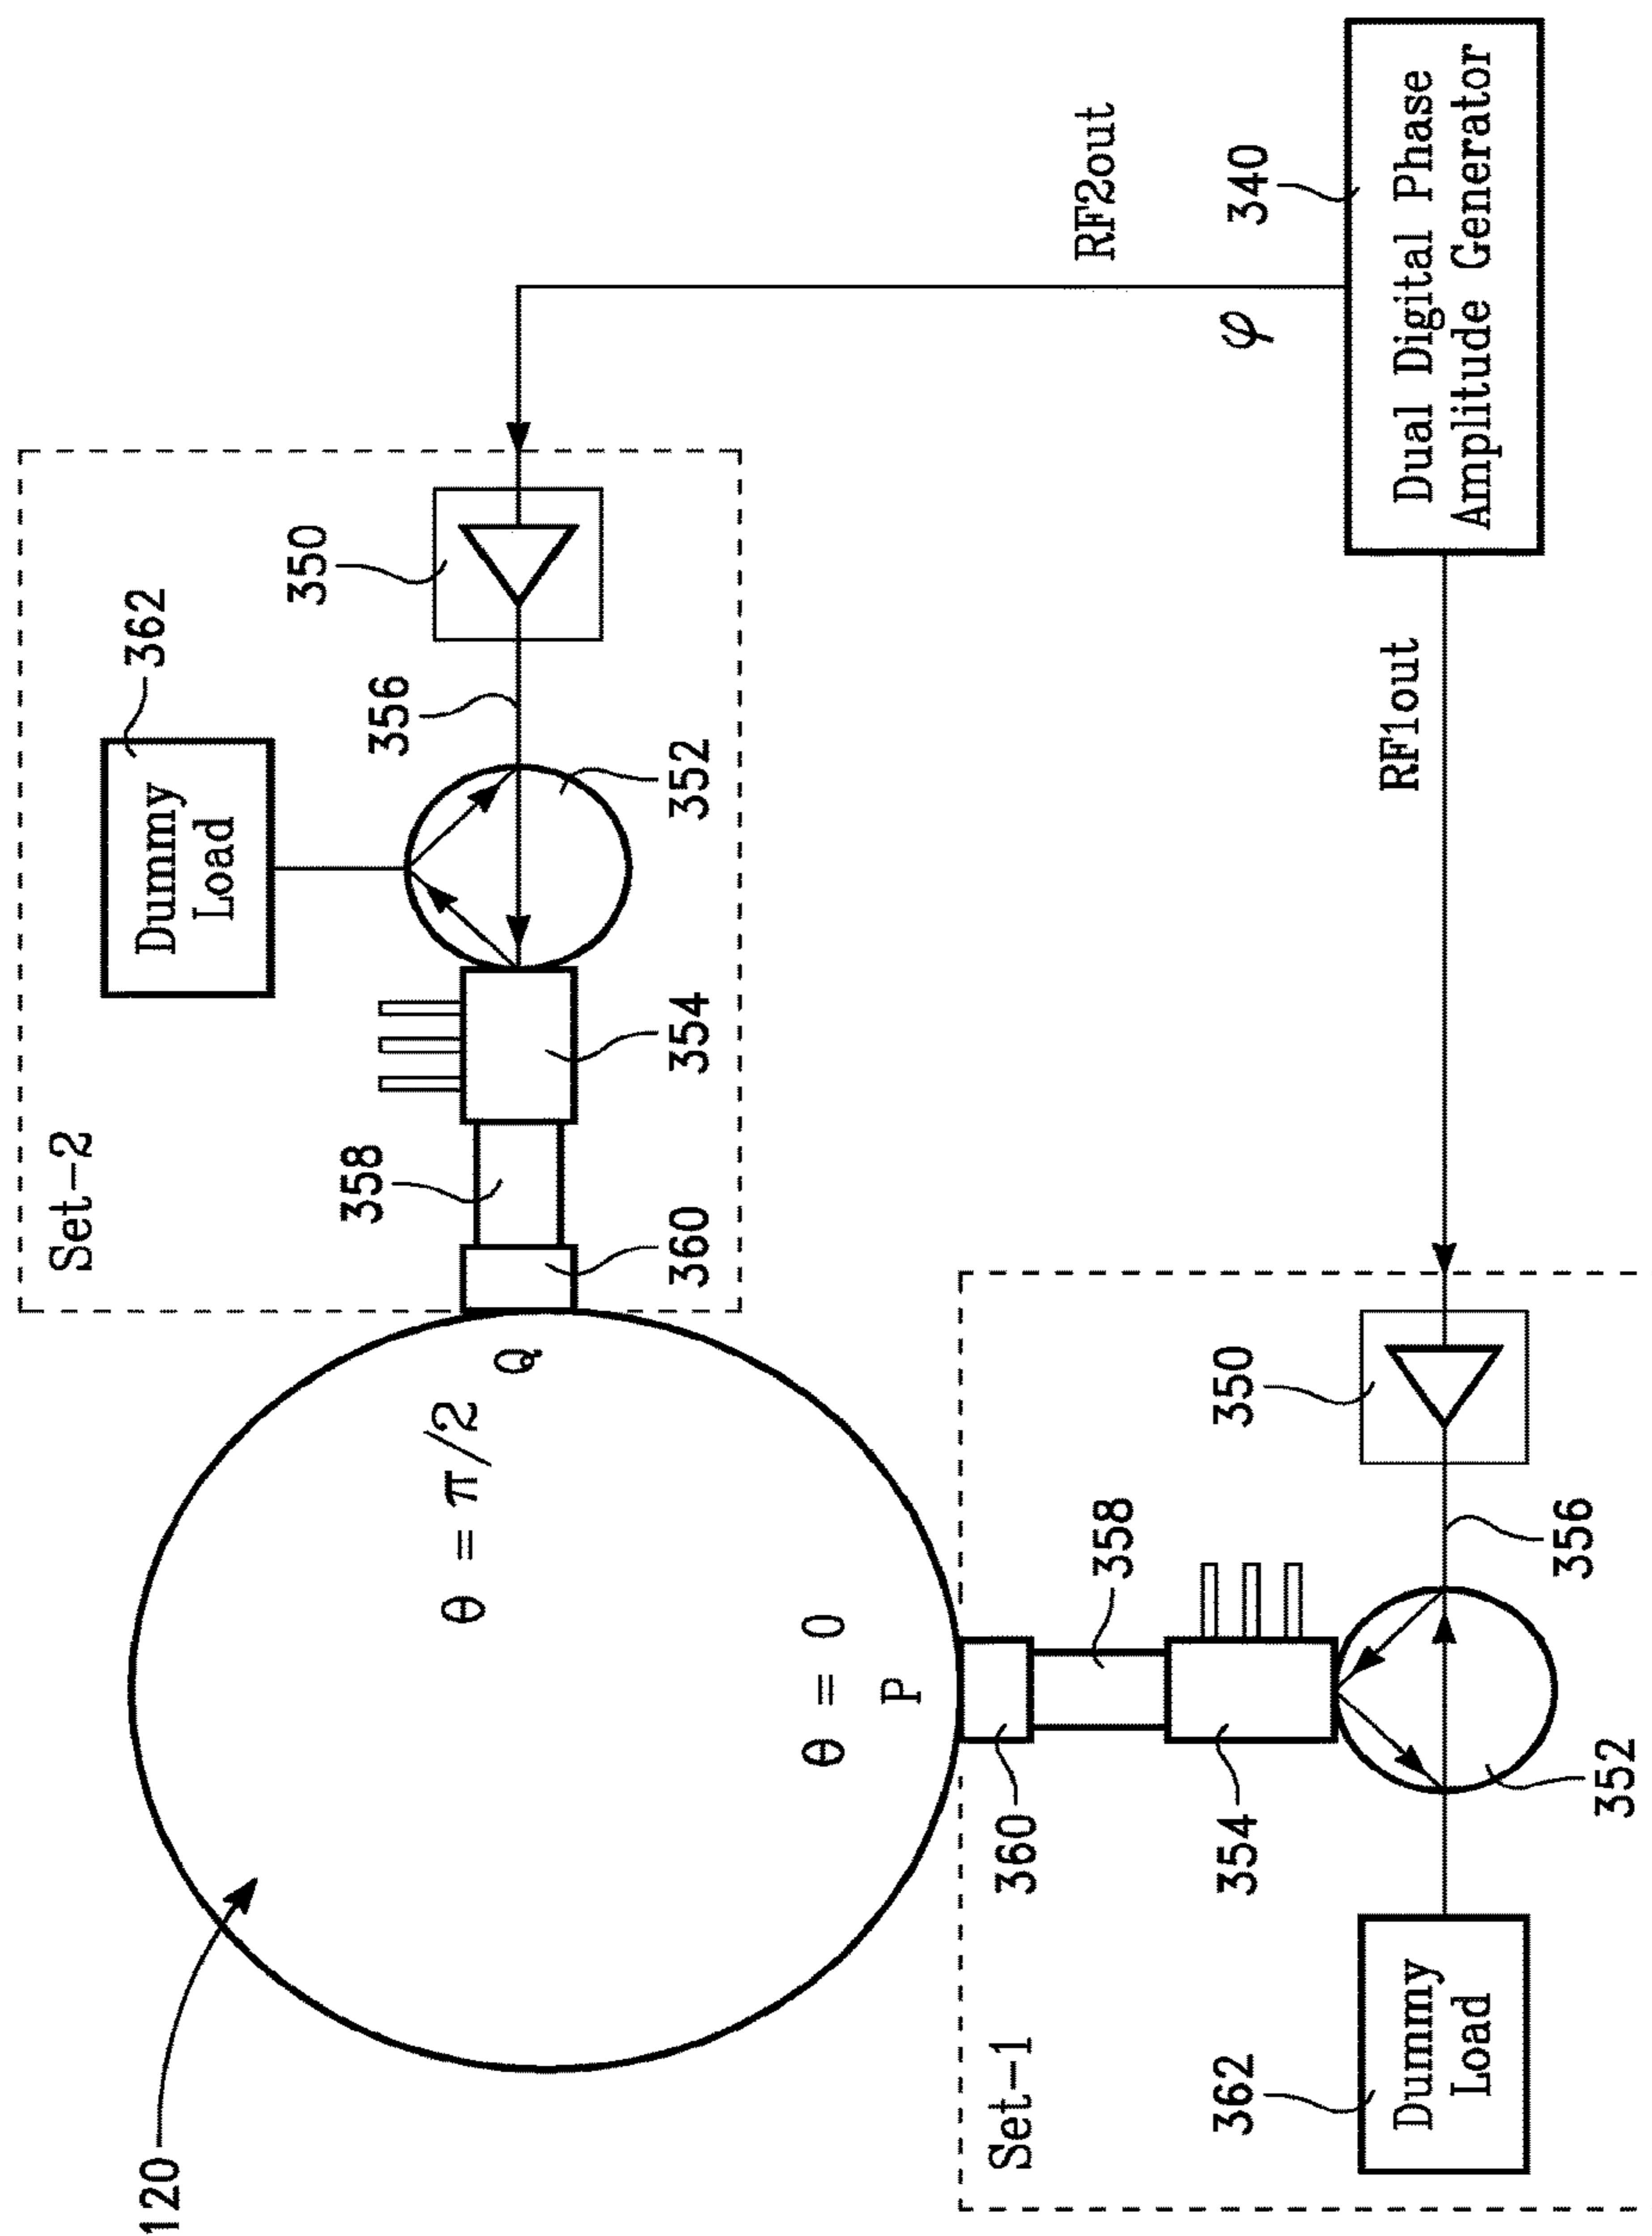 120
Set-2
Dummy
Load
362
350
356
352
354
358
360
Q
θ = π/2
θ = 0
P
RF2out
φ
340
Dual Digital Phase
Amplitude Generator
RF1out
Set-1
360
358
354
350
356
352
362
Dummy
Load